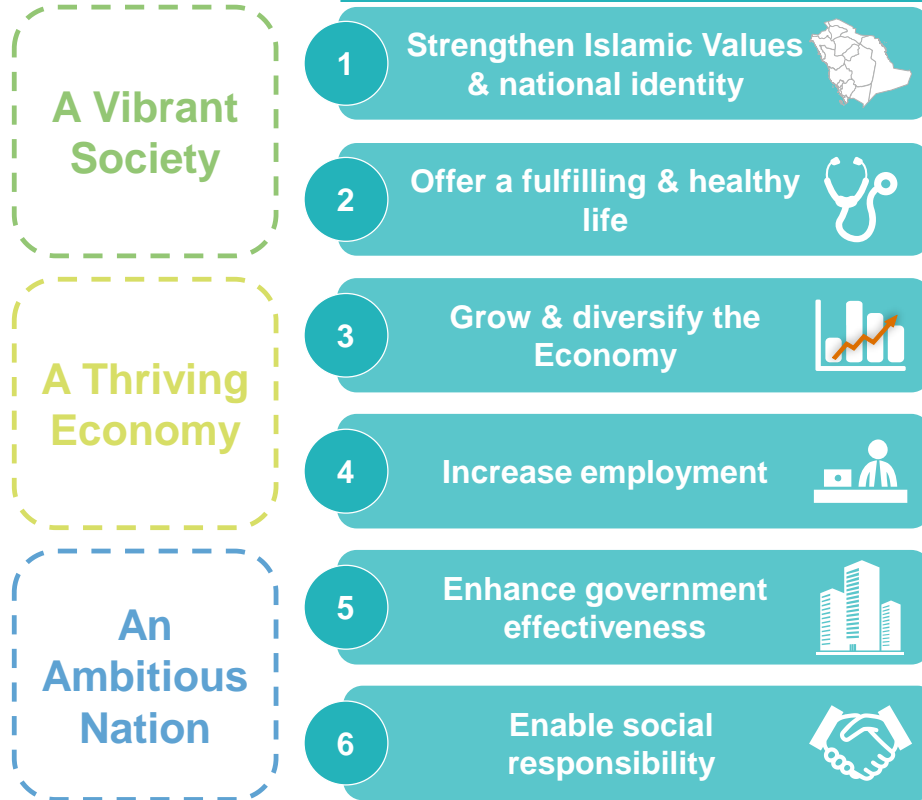 A Vibrant
Society
1
Strengthen Islamic Values
& national identity
2
Offer a fulfilling & healthy
life
A Thriving
Economy
3
Grow & diversify the
Economy
4
Increase employment
An
Ambitious
Nation
5
Enhance government
effectiveness
6
Enable social
responsibility